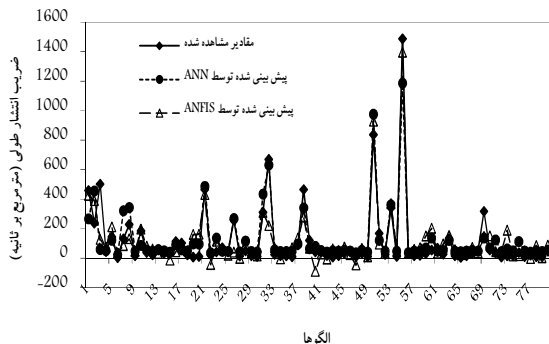 1600
1400
1200
1000
800
600
400
200
0
-200
ضریب انتشار طولی (مترمربع بر ثانیه)
مقادیر مشاهده شده
پیش بینی شده توسط ANN
پیش بینی شده توسط ANFIS
1 5 9 13 17 21 25 29 33 37 41 45 49 53 57 61 65 69 73 77
الگوها